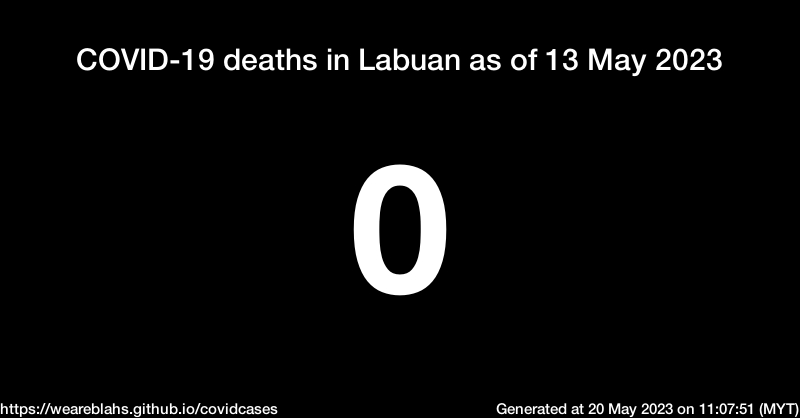 COVID-19 deaths in Labuan as of 13 May 2023
0
https://weareblahs.github.io/covidcases
Generated at 20 May 2023 on 11:07:51 (MYT)